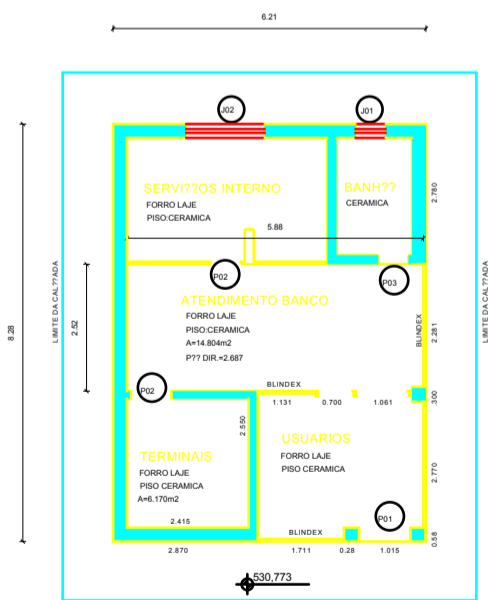 6.21
J02
J01
SERVI??OS INTERNO
FORRO LAJE
PISO:CERAMICA
BANH??
CERAMICA
2.780
5.88
P02
P03
LIMITE DA CAL??ADA
8.28
2.52
ATENDIMENTO BANCO
FORRO LAJE
PISO:CERAMICA
A=14.804m2
P?? DIR.=2.687
BLINDEX
2.281
LIMITE DA CAL??ADA
P02
BLINDEX
1.131
0.700
1.061
.300
2.550
TERMINAIS
FORRO LAJE
PISO CERAMICA
A=6.170m2
2.415
USUARIOS
FORRO LAJE
PISO CERAMICA
2.770
P01
BLINDEX
0.58
2.870
1.711
0.28
1.015
530,773